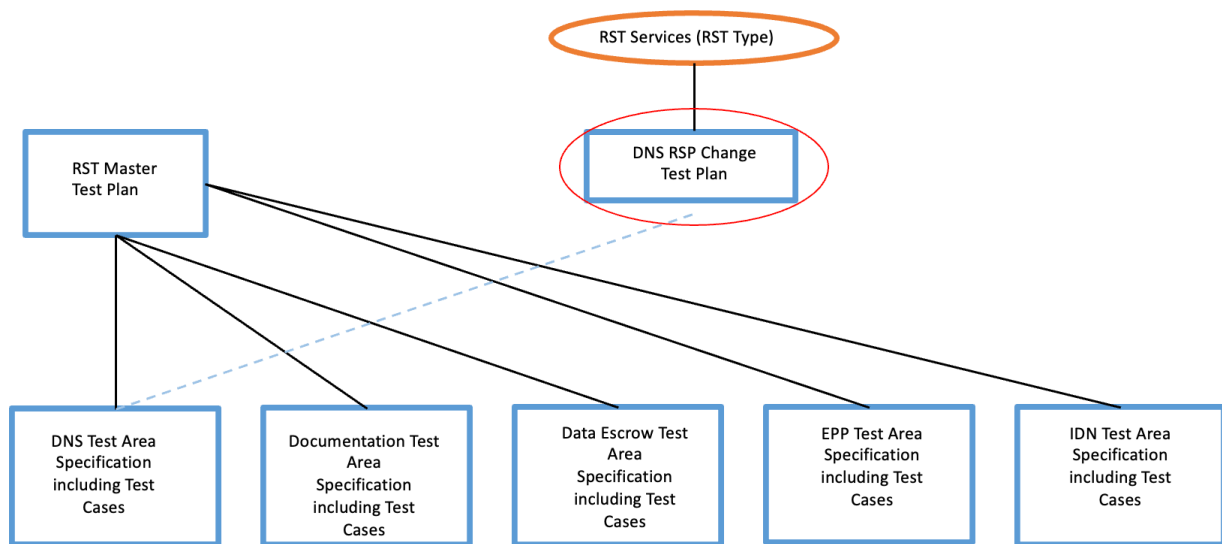 RST Services (RST Type)
RST Master
Test Plan
DNS RSP Change
Test Plan
DNS Test Area
Specification
including Test
Cases
Documentation Test
Area
Specification
including Test
Cases
Data Escrow Test
Area
Specification
including Test
Cases
EPP Test Area
Specification
including Test
Cases
IDN Test Area
Specification
including Test
Cases